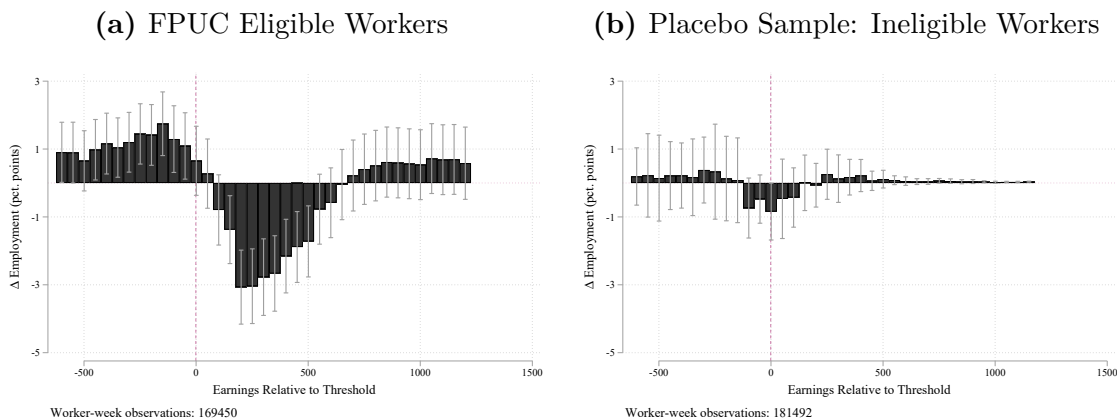 (a) FPUC Eligible Workers
3
1
-1
-3
-5
Δ Employment (pct. points)
-500
0
500
1000
1500
Earnings Relative to Threshold
Worker-week observations: 169450
(b) Placebo Sample: Ineligible Workers
3
1
-1
-3
-5
Δ Employment (pct. points)
-500
0
500
1000
1500
Earnings Relative to Threshold
Worker-week observations: 181492